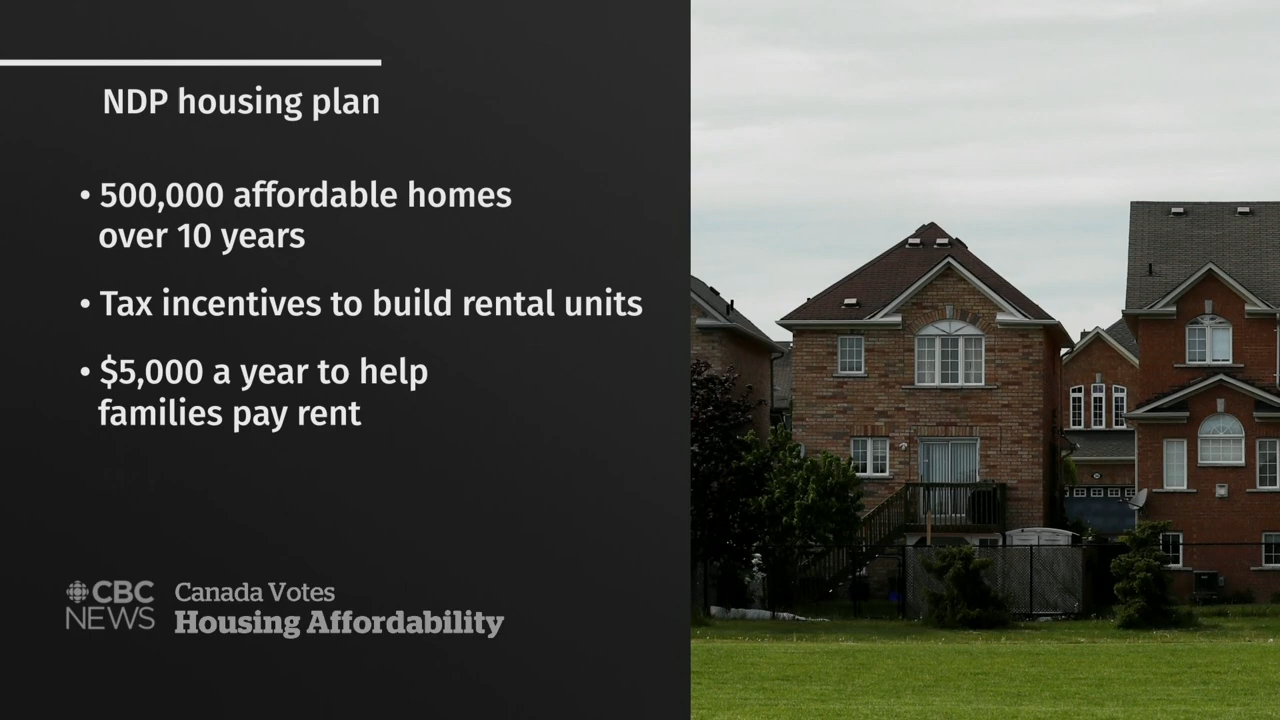 NDP housing plan
• 500,000 affordable homes
over 10 years
• Tax incentives to build rental units
• $5,000 a year to help
families pay rent
CBC
NEWS
Canada Votes
Housing Affordability